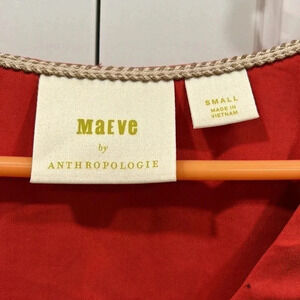 MAEVE
by
ANTHROPOLOGIE
SMALL
MADE IN
VIETNAM